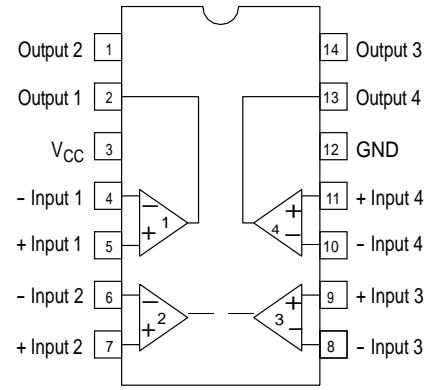 Output 2 1 14 Output 3
Output 1 2 13 Output 4
VCC 3 12 GND
– Input 1 4 – + 11 + Input 4
1 4
+ Input 1 5 + – 10 – Input 4
– Input 2 6 – + 9 + Input 3
2 3
+ Input 2 7 + – 8 – Input 3